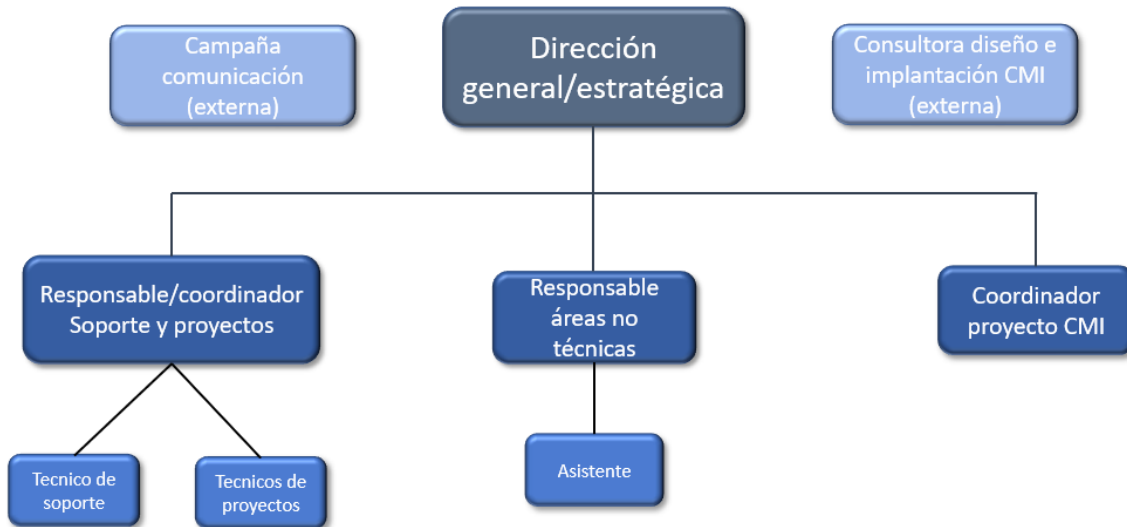 Campaña
comunicación
(externa)
Dirección
general/estratégica
Consultora diseño e
implantación CMI
(externa)
Responsable/coordinador
Soporte y proyectos
Responsable
áreas no
técnicas
Coordinador
proyecto CMI
Tecnico de
soporte
Tecnicos de
proyectos
Asistente